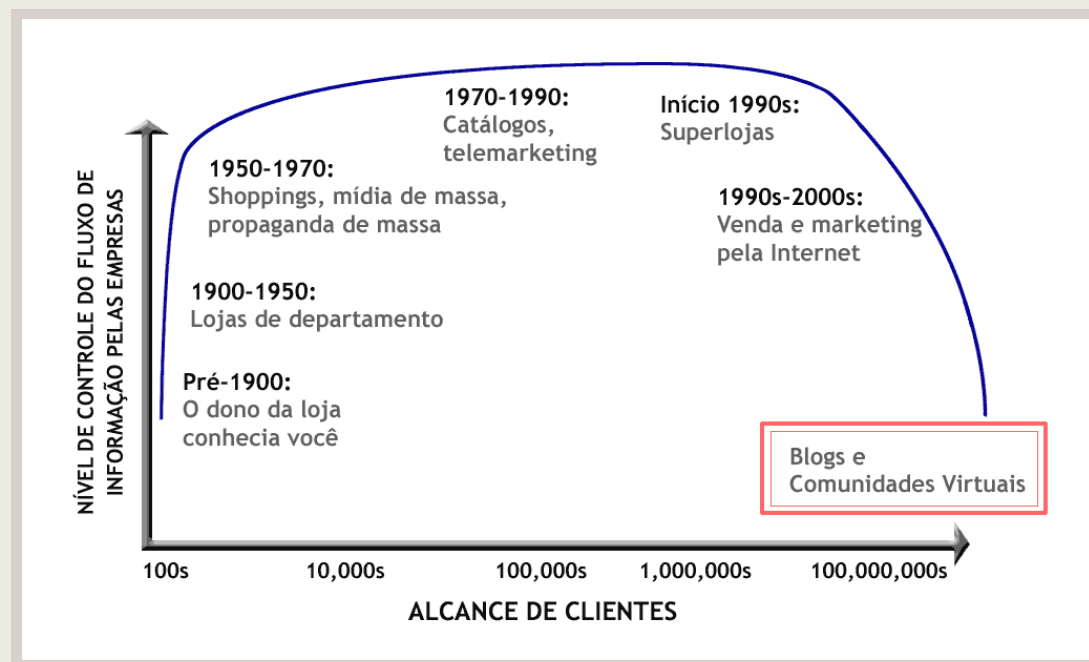 1970-1990:
Catálogos,
telemarketing
Início 1990s:
Superlojas
1950-1970:
Shoppings, mídia de massa,
propaganda de massa
1990s-2000s:
Venda e marketing
pela Internet
1900-1950:
Lojas de departamento
Pré-1900:
O dono da loja
conhecia você
Blogs e
Comunidades Virtuais
NÍVEL DE CONTROLE DO FLUXO DE
INFORMAÇÃO PELAS EMPRESAS
100s 10,000s 100,000s 1,000,000s 100,000,000s
ALCANCE DE CLIENTES